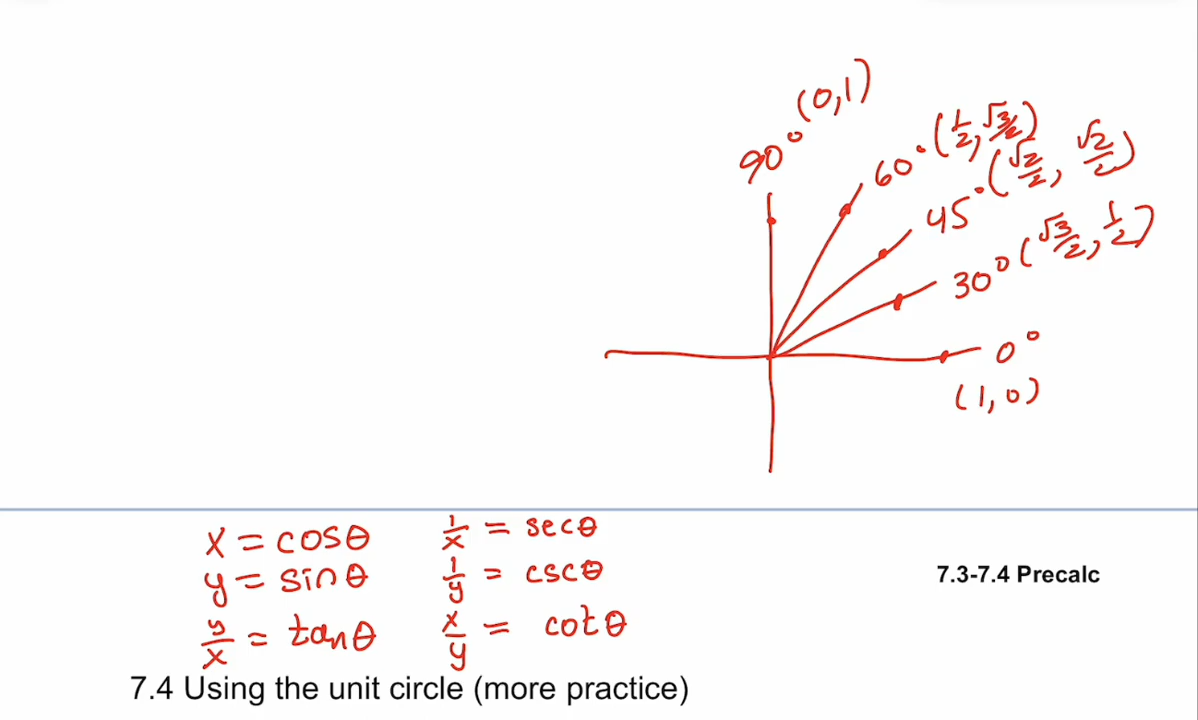 90° (0,1)
60° (1/2, √3/2)
45° (√2/2, √2/2)
30° (√3/2, 1/2)
0°
(1,0)
x = cosθ
1/x = secθ
y = sinθ
1/y = cscθ
7.3-7.4 Precalc
y/x = tanθ
x/y = cotθ
7.4 Using the unit circle (more practice)